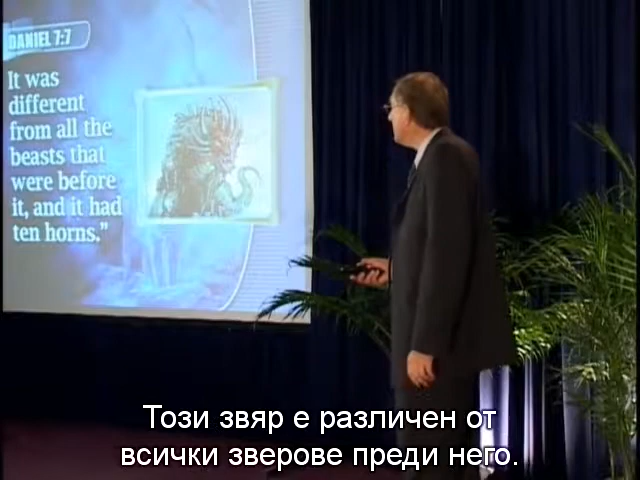 DANIEL 7:7
It was
different
from all the
beasts that
were before
it, and it had
ten horns."
Този звяр е различен от
всички зверове преди него.